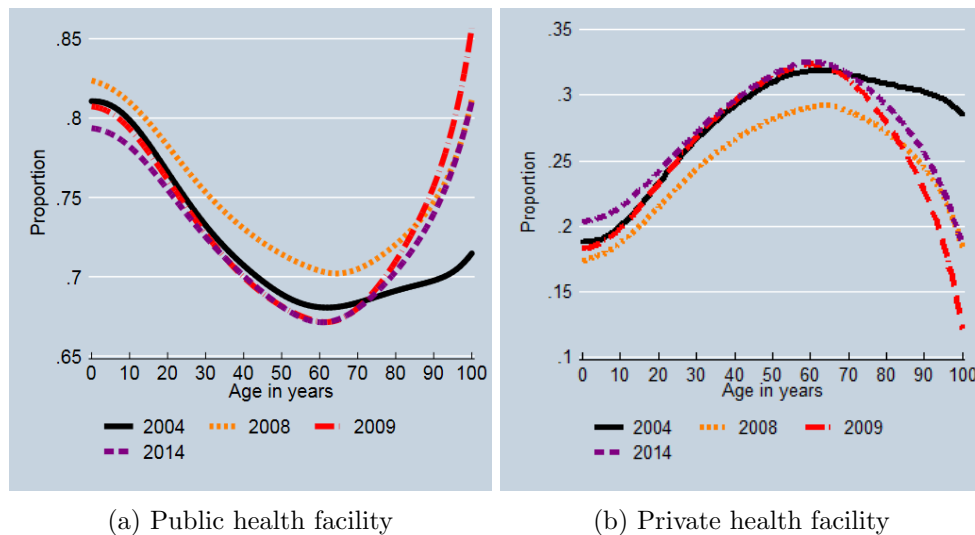 .85
.8
.75
.7
.65
Proportion
0 10 20 30 40 50 60 70 80 90 100
Age in years
2004 2008 2009
2014
(a) Public health facility
.35
.3
.25
.2
.15
.1
Proportion
0 10 20 30 40 50 60 70 80 90 100
Age in years
2004 2008 2009
2014
(b) Private health facility